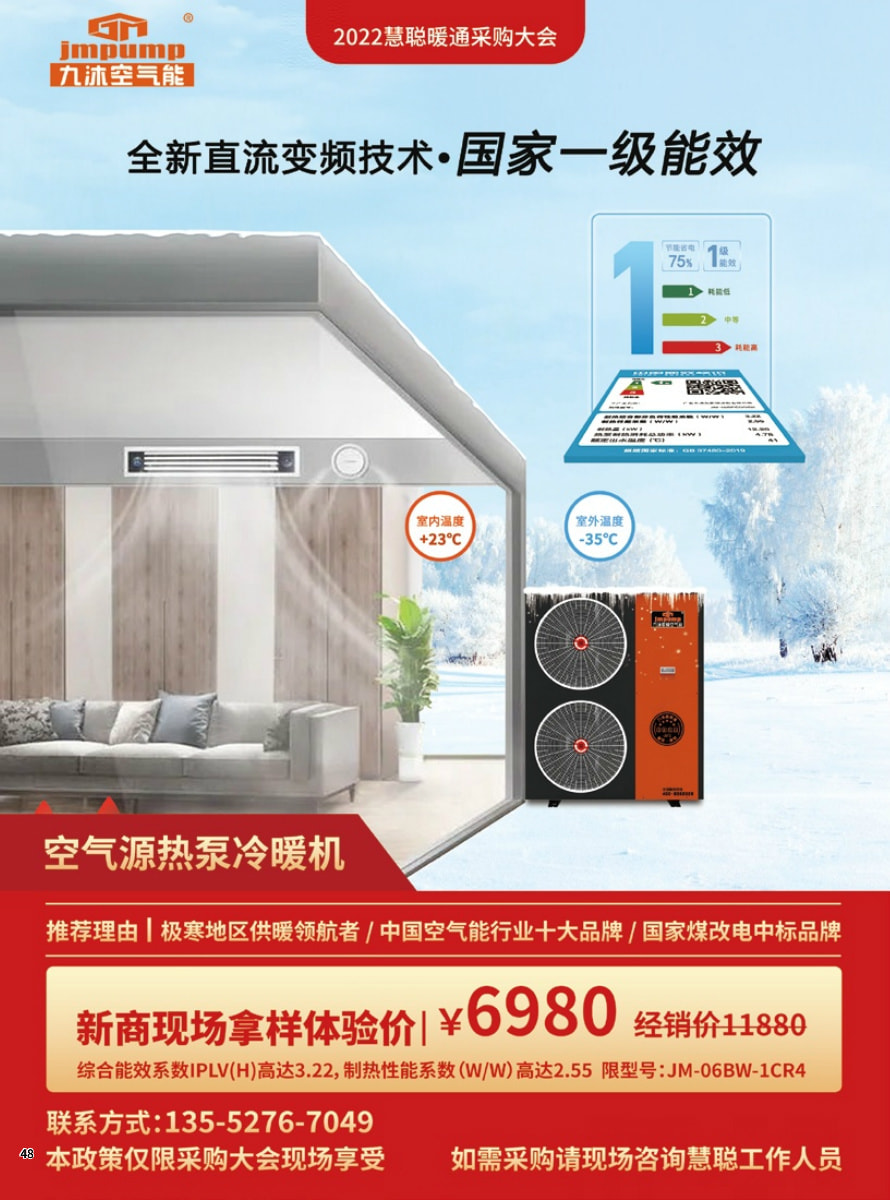 2022慧聪暖通采购大会
jmpump®
九沐空气能
全新直流变频技术·国家一级能效
节能省电
75%
1级
能效
1
1 耗能低
2 中等
3 耗能高
室内温度
+23℃
室外温度
-35℃
jmpump
空气源热泵冷暖机
推荐理由 | 极寒地区供暖领航者 / 中国空气能行业十大品牌 / 国家煤改电中标品牌
新商现场拿样体验价 | ¥6980 经销价11880
综合能效系数IPLV(H)高达3.22, 制热性能系数(W/W)高达2.55 限型号:JM-06BW-1CR4
联系方式:135-5276-7049
48
本政策仅限采购大会现场享受 如需采购请现场咨询慧聪工作人员